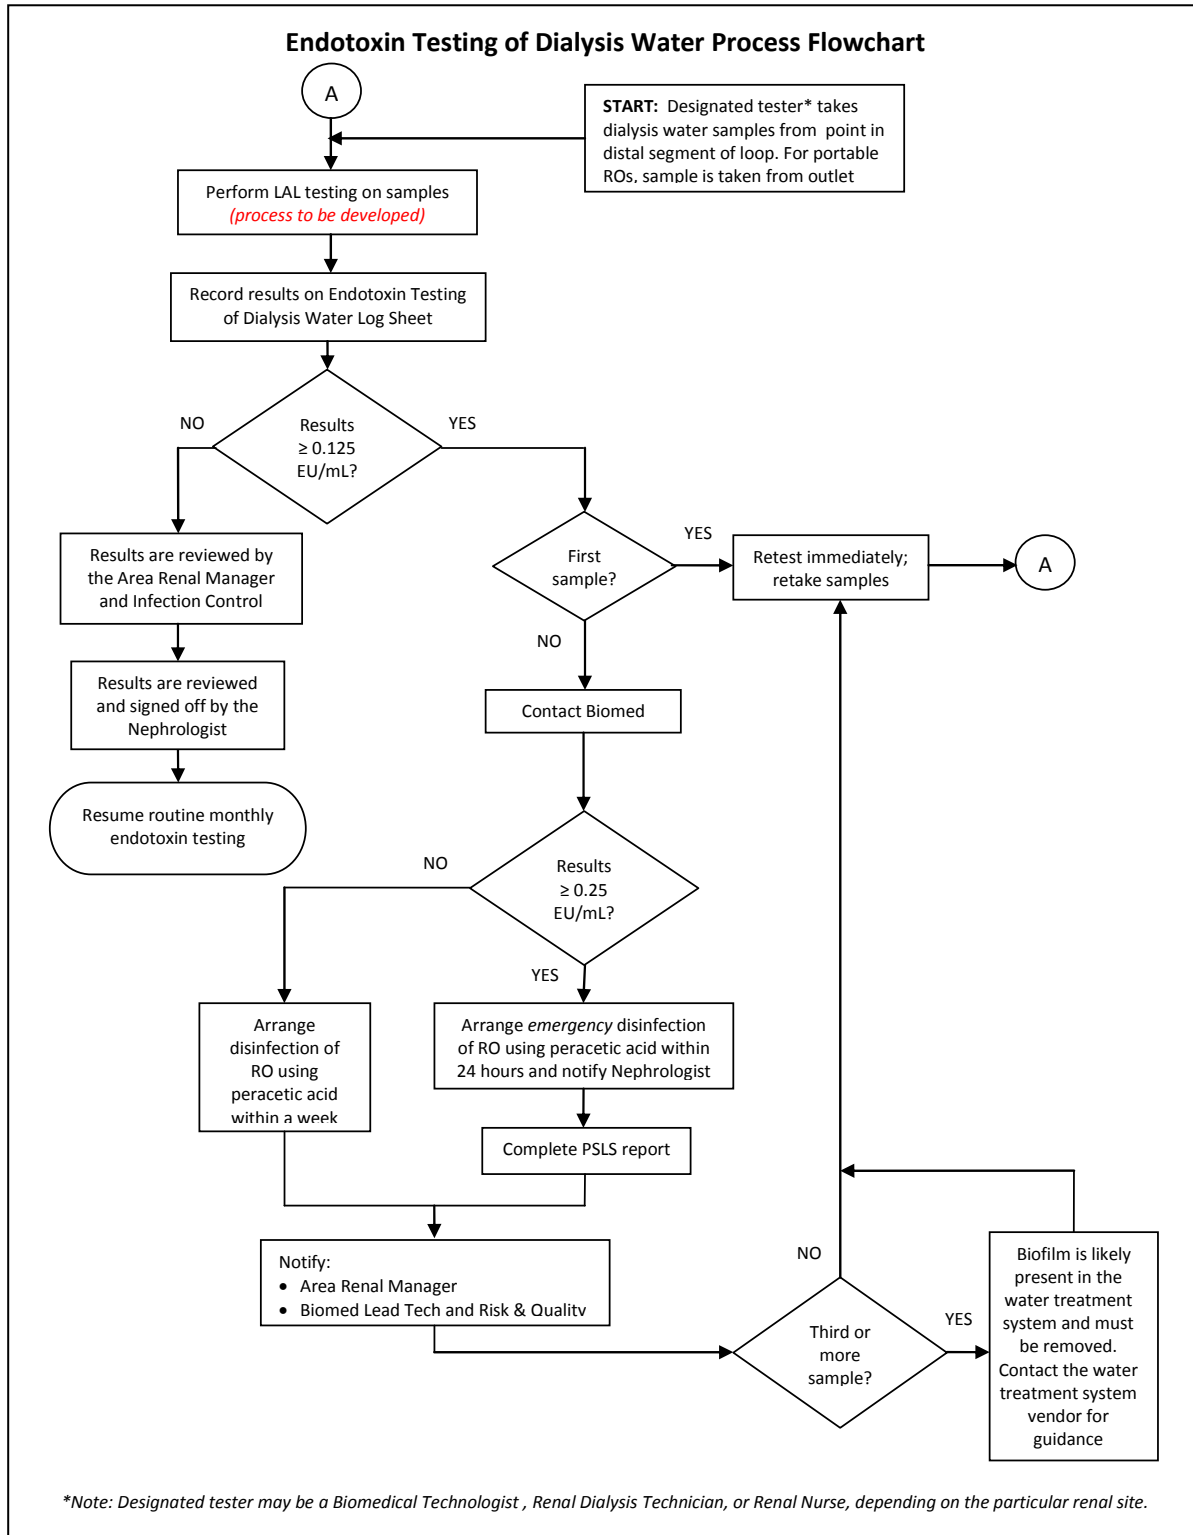 Endotoxin Testing of Dialysis Water Process Flowchart
A
START: Designated tester* takes
dialysis water samples from point in
distal segment of loop. For portable
ROs, sample is taken from outlet
Perform LAL testing on samples
(process to be developed)
Record results on Endotoxin Testing
of Dialysis Water Log Sheet
NO
Results
≥ 0.125
EU/mL?
YES
Results are reviewed by
the Area Renal Manager
and Infection Control
First
sample?
YES
Retest immediately;
retake samples
A
NO
Results are reviewed
and signed off by the
Nephrologist
Contact Biomed
Resume routine monthly
endotoxin testing
NO
Results
≥ 0.25
EU/mL?
YES
Arrange
disinfection of
RO using
peracetic acid
within a week
Arrange emergency disinfection
of RO using peracetic acid within
24 hours and notify Nephrologist
Complete PSLS report
Notify:
• Area Renal Manager
• Biomed Lead Tech and Risk & Quality
NO
Third or
more
sample?
YES
Biofilm is likely
present in the
water treatment
system and must
be removed.
Contact the water
treatment system
vendor for
guidance
*Note: Designated tester may be a Biomedical Technologist , Renal Dialysis Technician, or Renal Nurse, depending on the particular renal site.